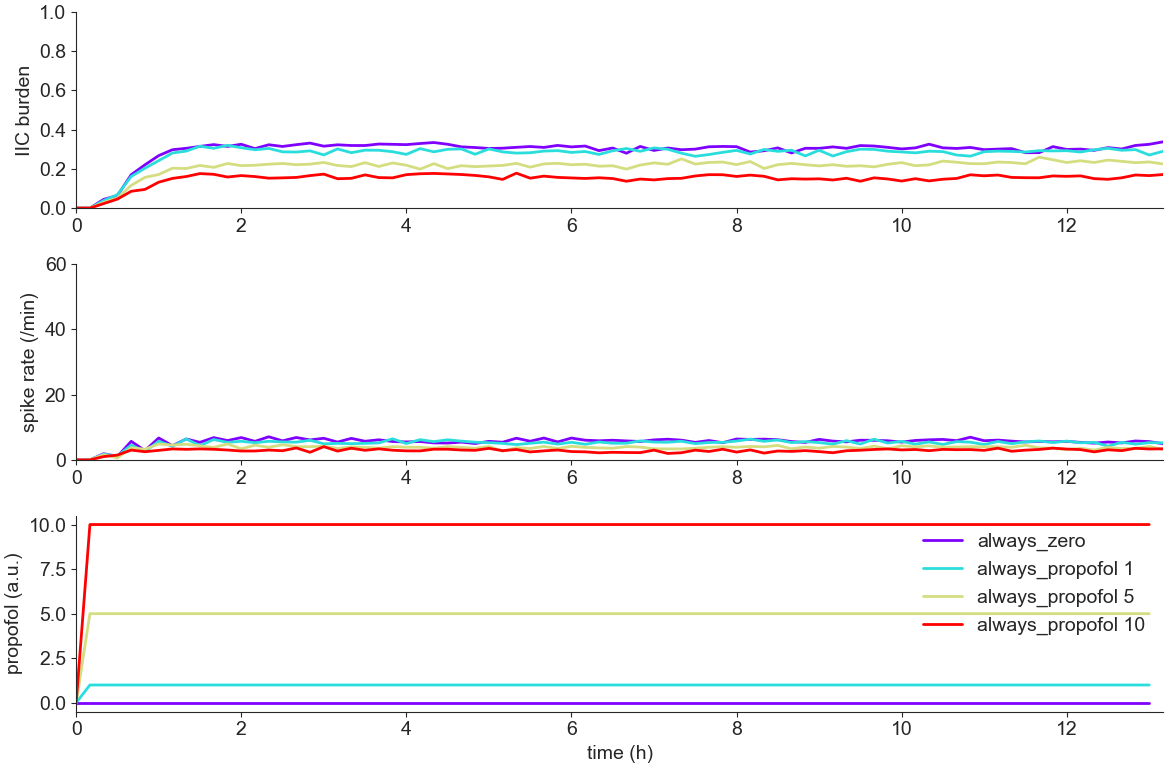 IIC burden
1.0
0.8
0.6
0.4
0.2
0.0
0 2 4 6 8 10 12
spike rate (/min)
60
40
20
0
0 2 4 6 8 10 12
propofol (a.u.)
10.0
7.5
5.0
2.5
0.0
always_zero
always_propofol 1
always_propofol 5
always_propofol 10
0 2 4 6 8 10 12
time (h)